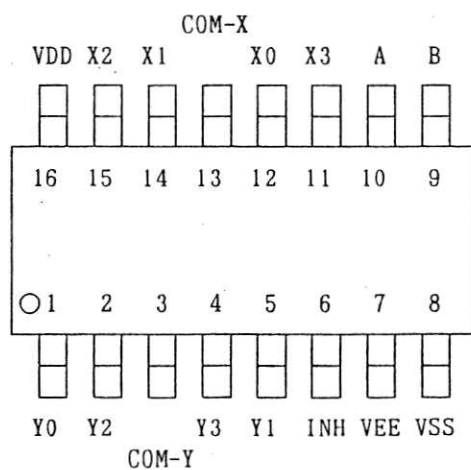 COM-X
VDD X2 X1 X0 X3 A B
16 15 14 13 12 11 10 9
1 2 3 4 5 6 7 8
Y0 Y2 Y3 Y1 INH VEE VSS
COM-Y